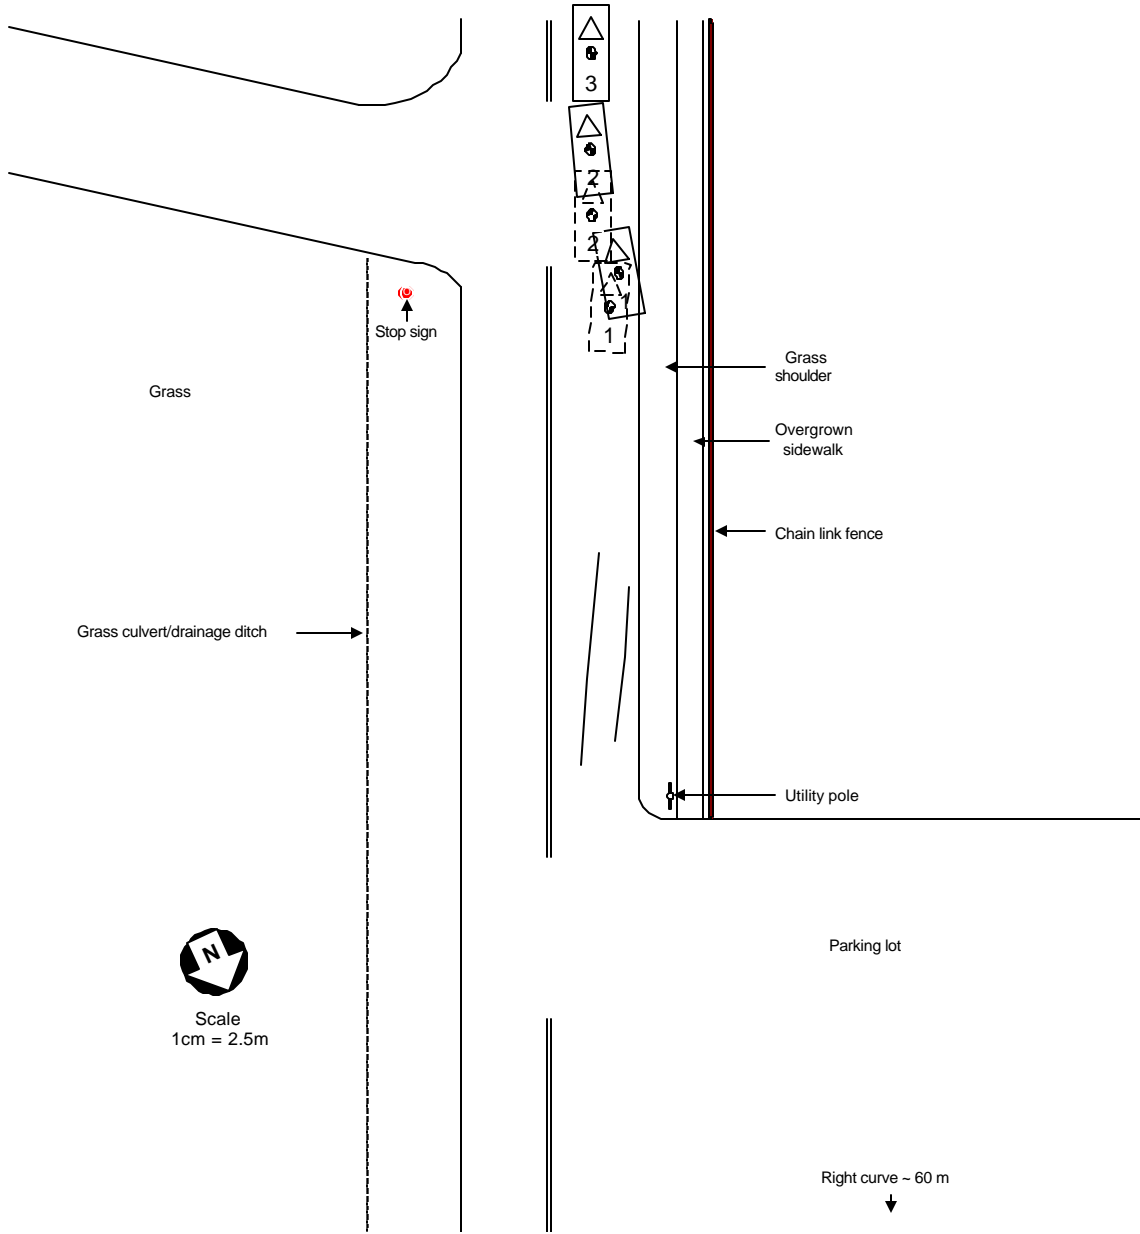 3
2
2
1
1
Stop sign
Grass
shoulder
Grass
Overgrown
sidewalk
Chain link fence
Grass culvert/drainage ditch
Utility pole
N
Parking lot
Scale
1cm = 2.5m
Right curve ~ 60 m